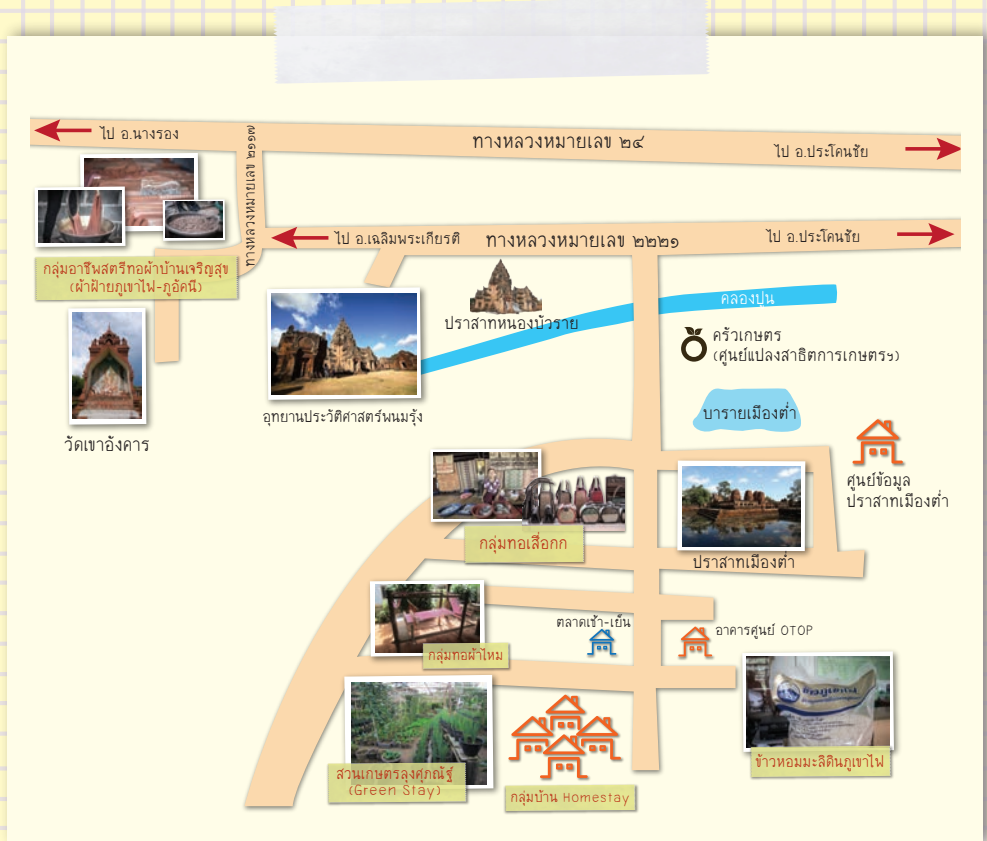 ไป อ.นางรอง
ทางหลวงหมายเลข ๒๔
ไป อ.ประโคนชัย
ทางหลวงหมายเลข ๒๑๑๗
ไป อ.เฉลิมพระเกียรติ
ทางหลวงหมายเลข ๒๒๒๑
ไป อ.ประโคนชัย
กลุ่มอาชีพสตรีทอผ้าบ้านเจริญสุข
(ผ้าฝ้ายภูเขาไฟ-ภูอัคนี)
คลองปูน
ปราสาทหนองบัวราย
ครัวเกษตร
(ศูนย์แปลงสาธิตการเกษตรฯ)
อุทยานประวัติศาสตร์พนมรุ้ง
บารายเมืองต่ำ
วัดเขาอังคาร
ศูนย์ข้อมูล
ปราสาทเมืองต่ำ
กลุ่มทอเสื่อกก
ปราสาทเมืองต่ำ
ตลาดเช้า-เย็น
อาคารศูนย์ OTOP
กลุ่มทอผ้าไหม
ข้าวหอมมะลิดินภูเขาไฟ
สวนเกษตรลุงศุภณัฐ์
(Green Stay)
กลุ่มบ้าน Homestay